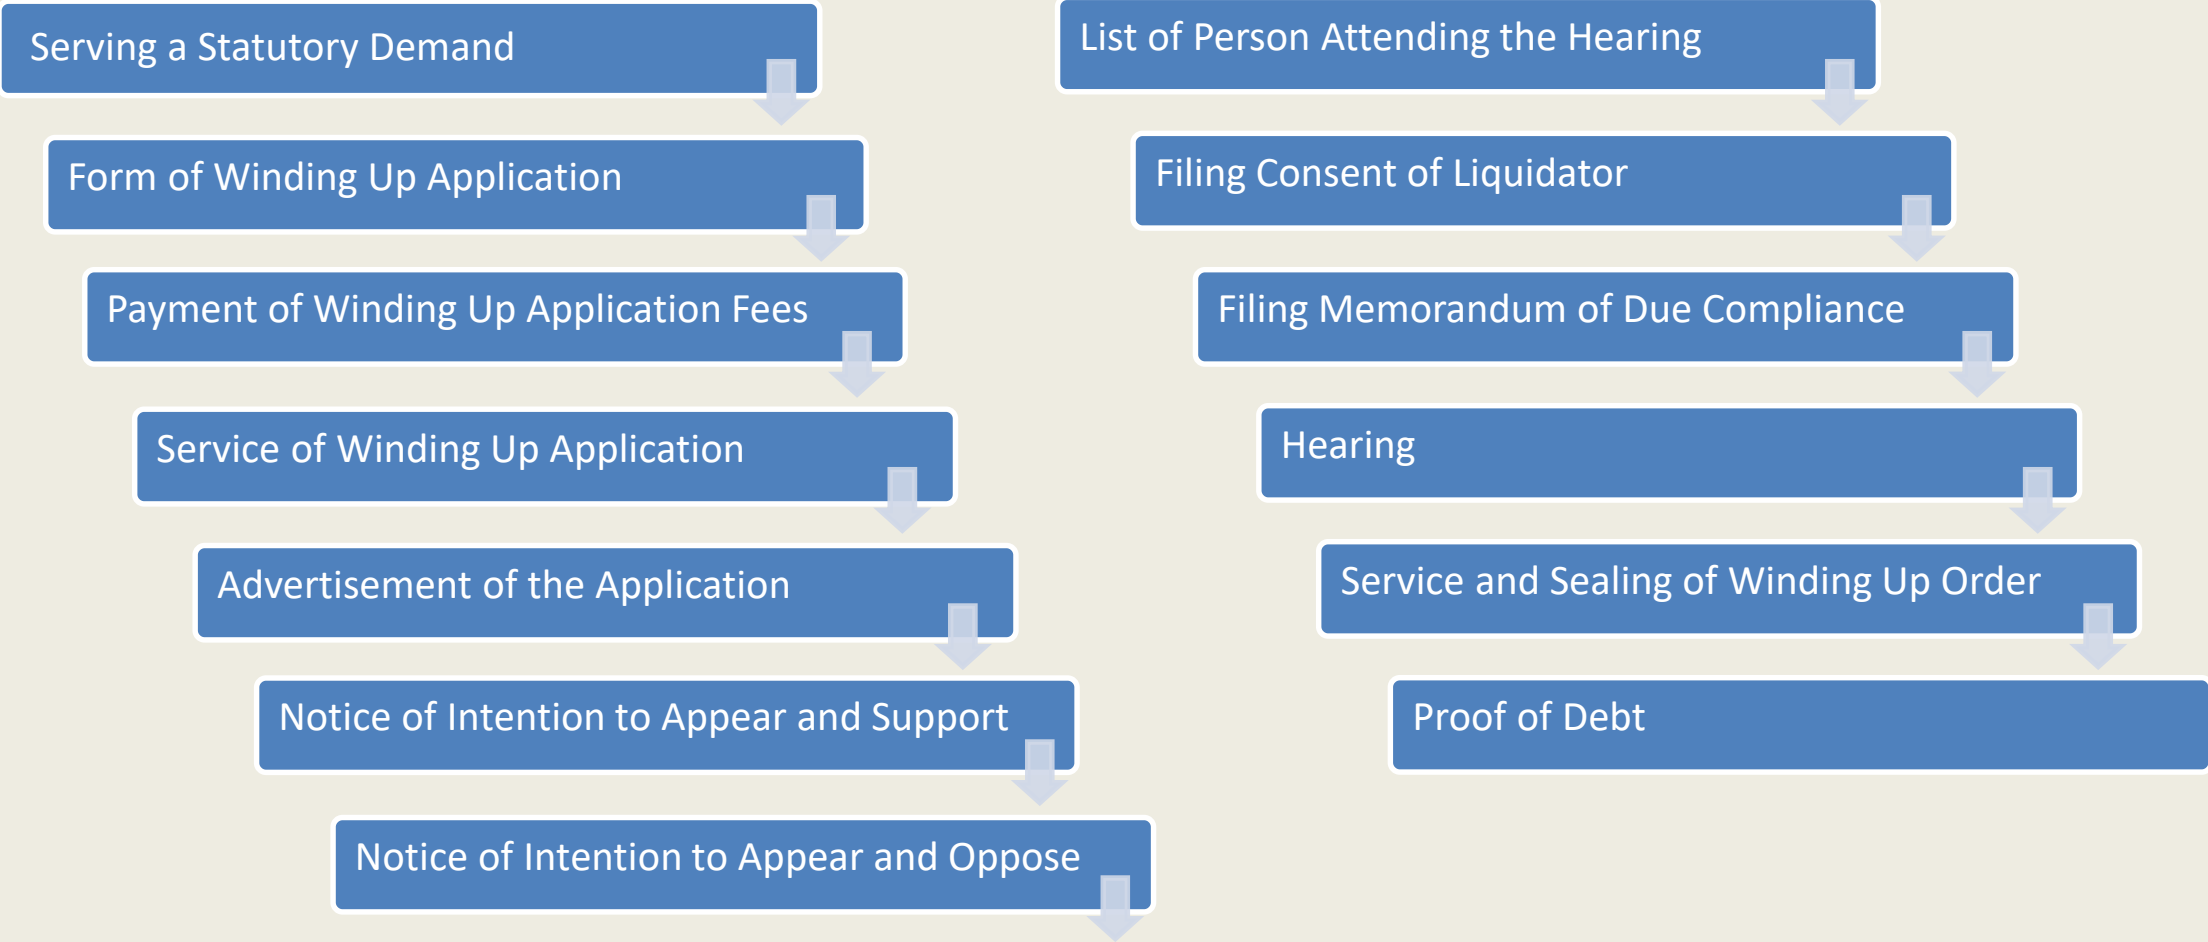 Serving a Statutory Demand
Form of Winding Up Application
Payment of Winding Up Application Fees
Service of Winding Up Application
Advertisement of the Application
Notice of Intention to Appear and Support
Notice of Intention to Appear and Oppose
List of Person Attending the Hearing
Filing Consent of Liquidator
Filing Memorandum of Due Compliance
Hearing
Service and Sealing of Winding Up Order
Proof of Debt